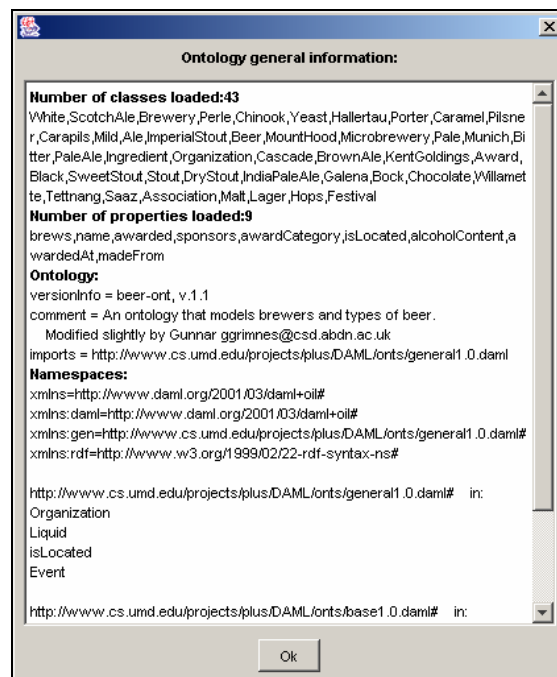 Ontology general information:
Number of classes loaded:43
White,ScotchAle,Brewery,Perle,Chinook,Yeast,Hallertau,Porter,Caramel,Pilsne
r,Carapils,Mild,Ale,ImperialStout,Beer,MountHood,Microbrewery,Pale,Munich,Bi
tter,PaleAle,Ingredient,Organization,Cascade,BrownAle,KentGoldings,Award,
Black,SweetStout,Stout,DryStout,IndiaPaleAle,Galena,Bock,Chocolate,Willamet
te,Tettnang,Saaz,Association,Malt,Lager,Hops,Festival
Number of properties loaded:9
brews,name,awarded,sponsors,awardCategory,isLocated,alcoholContent,a
wardedAt,madeFrom
Ontology:
versionInfo = beer-ont, v.1.1
comment = An ontology that models brewers and types of beer.
Modified slightly by Gunnar ggrimnes@csd.abdn.ac.uk
imports = http://www.cs.umd.edu/projects/plus/DAML/onts/general1.0.daml
Namespaces:
xmlns=http://www.daml.org/2001/03/daml+oil#
xmlns:daml=http://www.daml.org/2001/03/daml+oil#
xmlns:gen=http://www.cs.umd.edu/projects/plus/DAML/onts/general1.0.daml#
xmlns:rdf=http://www.w3.org/1999/02/22-rdf-syntax-ns#
http://www.cs.umd.edu/projects/plus/DAML/onts/general1.0.daml# in:
Organization
Liquid
isLocated
Event
http://www.cs.umd.edu/projects/plus/DAML/onts/base1.0.daml# in:
Ok